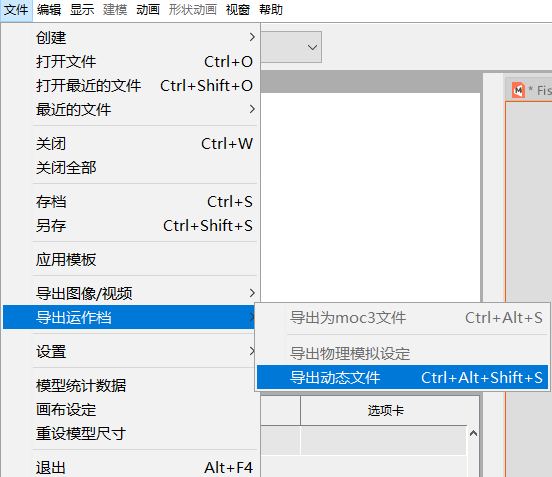 文件 编辑 显示 建模 动画 形状动画 视窗 帮助
创建
打开文件 Ctrl+O
打开最近的文件 Ctrl+Shift+O
最近的文件
* Fis
关闭 Ctrl+W
关闭全部
存档 Ctrl+S
另存 Ctrl+Shift+S
应用模板
导出图像/视频
导出运作档
导出为moc3文件 Ctrl+Alt+S
导出物理模拟设定
导出动态文件 Ctrl+Alt+Shift+S
设置
模型统计数据
画布设定
选项卡
重设模型尺寸
退出 Alt+F4